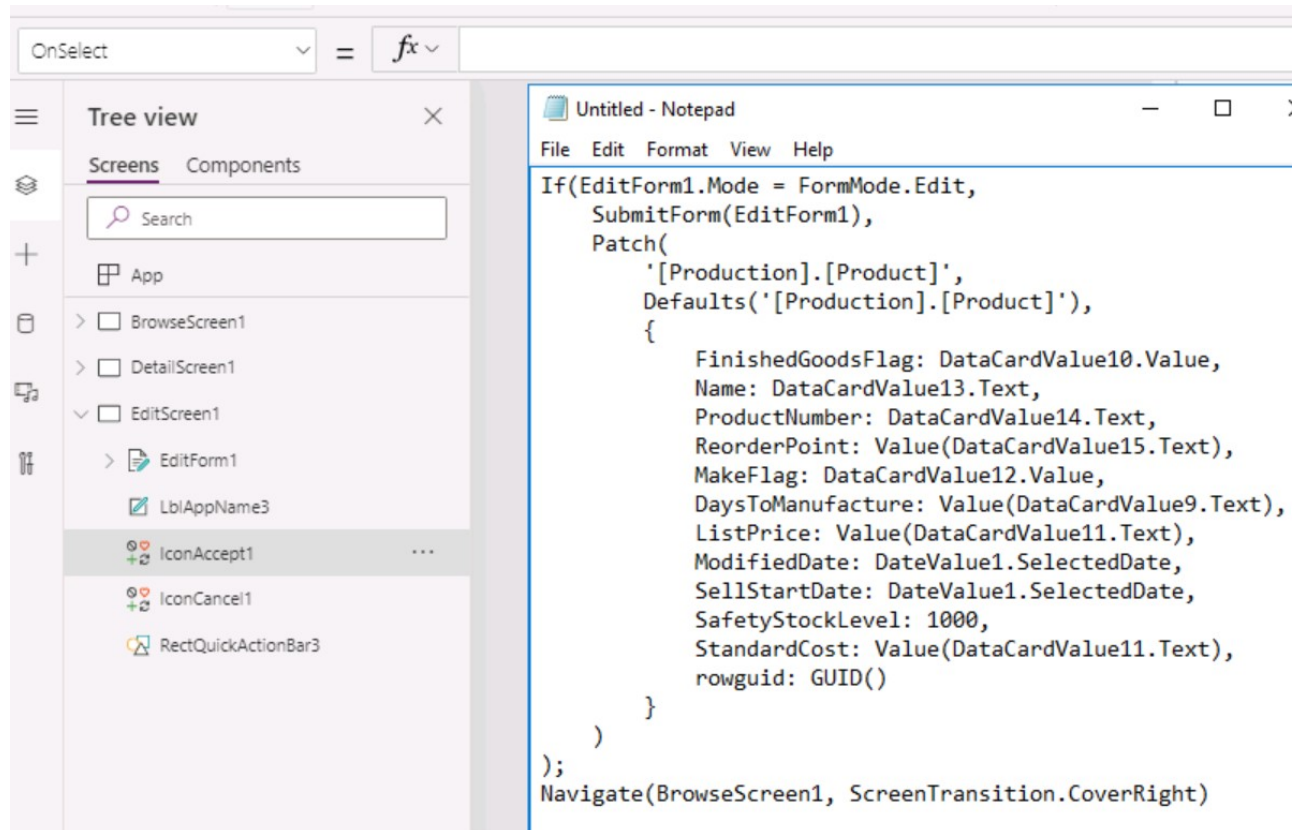 OnSelect = fx
Tree view
Screens Components
Search
App
BrowseScreen1
DetailScreen1
EditScreen1
EditForm1
LblAppName3
IconAccept1 ...
IconCancel1
RectQuickActionBar3
Untitled - Notepad
File Edit Format View Help
If(EditForm1.Mode = FormMode.Edit,
    SubmitForm(EditForm1),
    Patch(
        '[Production].[Product]',
        Defaults('[Production].[Product]'),
        {
            FinishedGoodsFlag: DataCardValue10.Value,
            Name: DataCardValue13.Text,
            ProductNumber: DataCardValue14.Text,
            ReorderPoint: Value(DataCardValue15.Text),
            MakeFlag: DataCardValue12.Value,
            DaysToManufacture: Value(DataCardValue9.Text),
            ListPrice: Value(DataCardValue11.Text),
            ModifiedDate: DateValue1.SelectedDate,
            SellStartDate: DateValue1.SelectedDate,
            SafetyStockLevel: 1000,
            StandardCost: Value(DataCardValue11.Text),
            rowguid: GUID()
        }
    )
);
Navigate(BrowseScreen1, ScreenTransition.CoverRight)